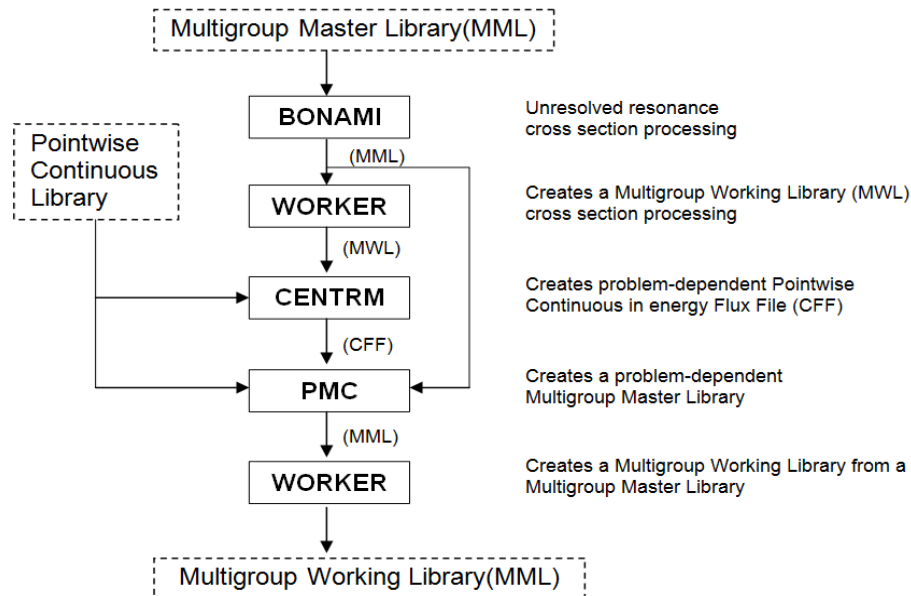 Multigroup Master Library(MML)
BONAMI
Unresolved resonance
cross section processing
Pointwise
Continuous
Library
(MML)
WORKER
Creates a Multigroup Working Library (MWL)
cross section processing
(MWL)
CENTRM
Creates problem-dependent Pointwise
Continuous in energy Flux File (CFF)
(CFF)
PMC
Creates a problem-dependent
Multigroup Master Library
(MML)
WORKER
Creates a Multigroup Working Library from a
Multigroup Master Library
Multigroup Working Library(MML)